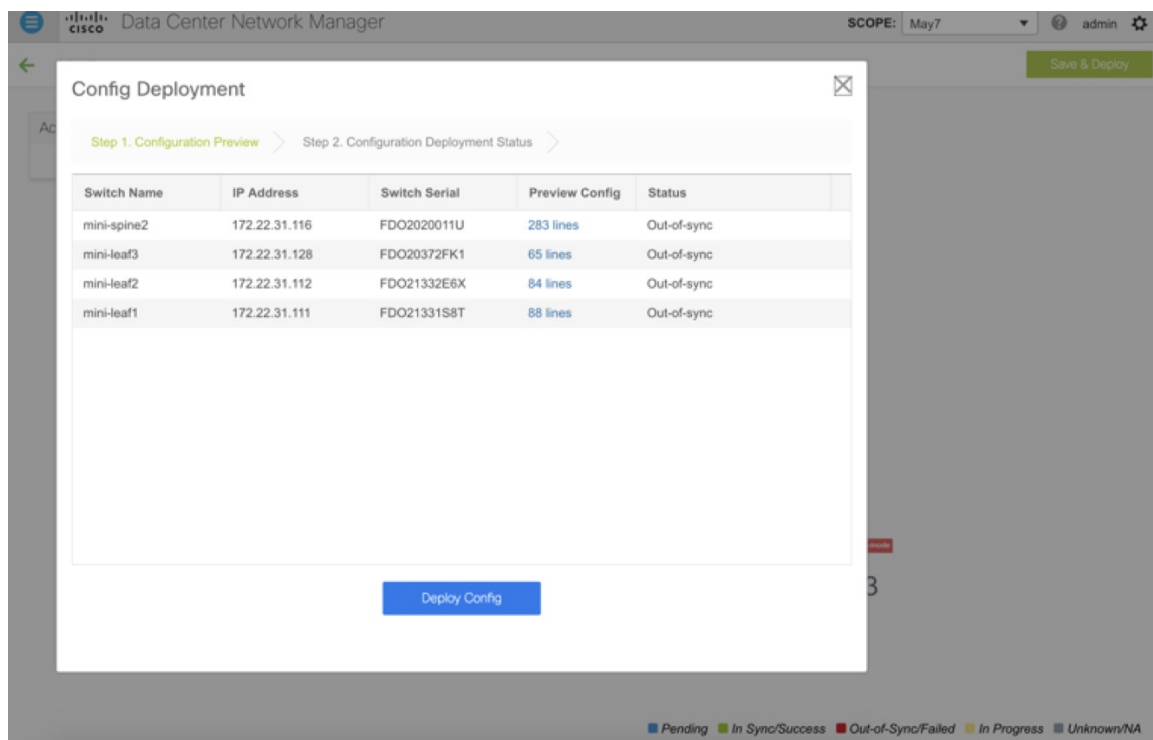 CISCO Data Center Network Manager SCOPE: May7 admin
Save & Deploy
Config Deployment
Step 1. Configuration Preview Step 2. Configuration Deployment Status
Switch Name IP Address Switch Serial Preview Config Status
mini-spine2 172.22.31.116 FDO2020011U 283 lines Out-of-sync
mini-leaf3 172.22.31.128 FDO20372FK1 65 lines Out-of-sync
mini-leaf2 172.22.31.112 FDO21332E6X 84 lines Out-of-sync
mini-leaf1 172.22.31.111 FDO21331S8T 88 lines Out-of-sync
mode
3
Deploy Config
Pending In Sync/Success Out-of-Sync/Failed In Progress Unknown/NA